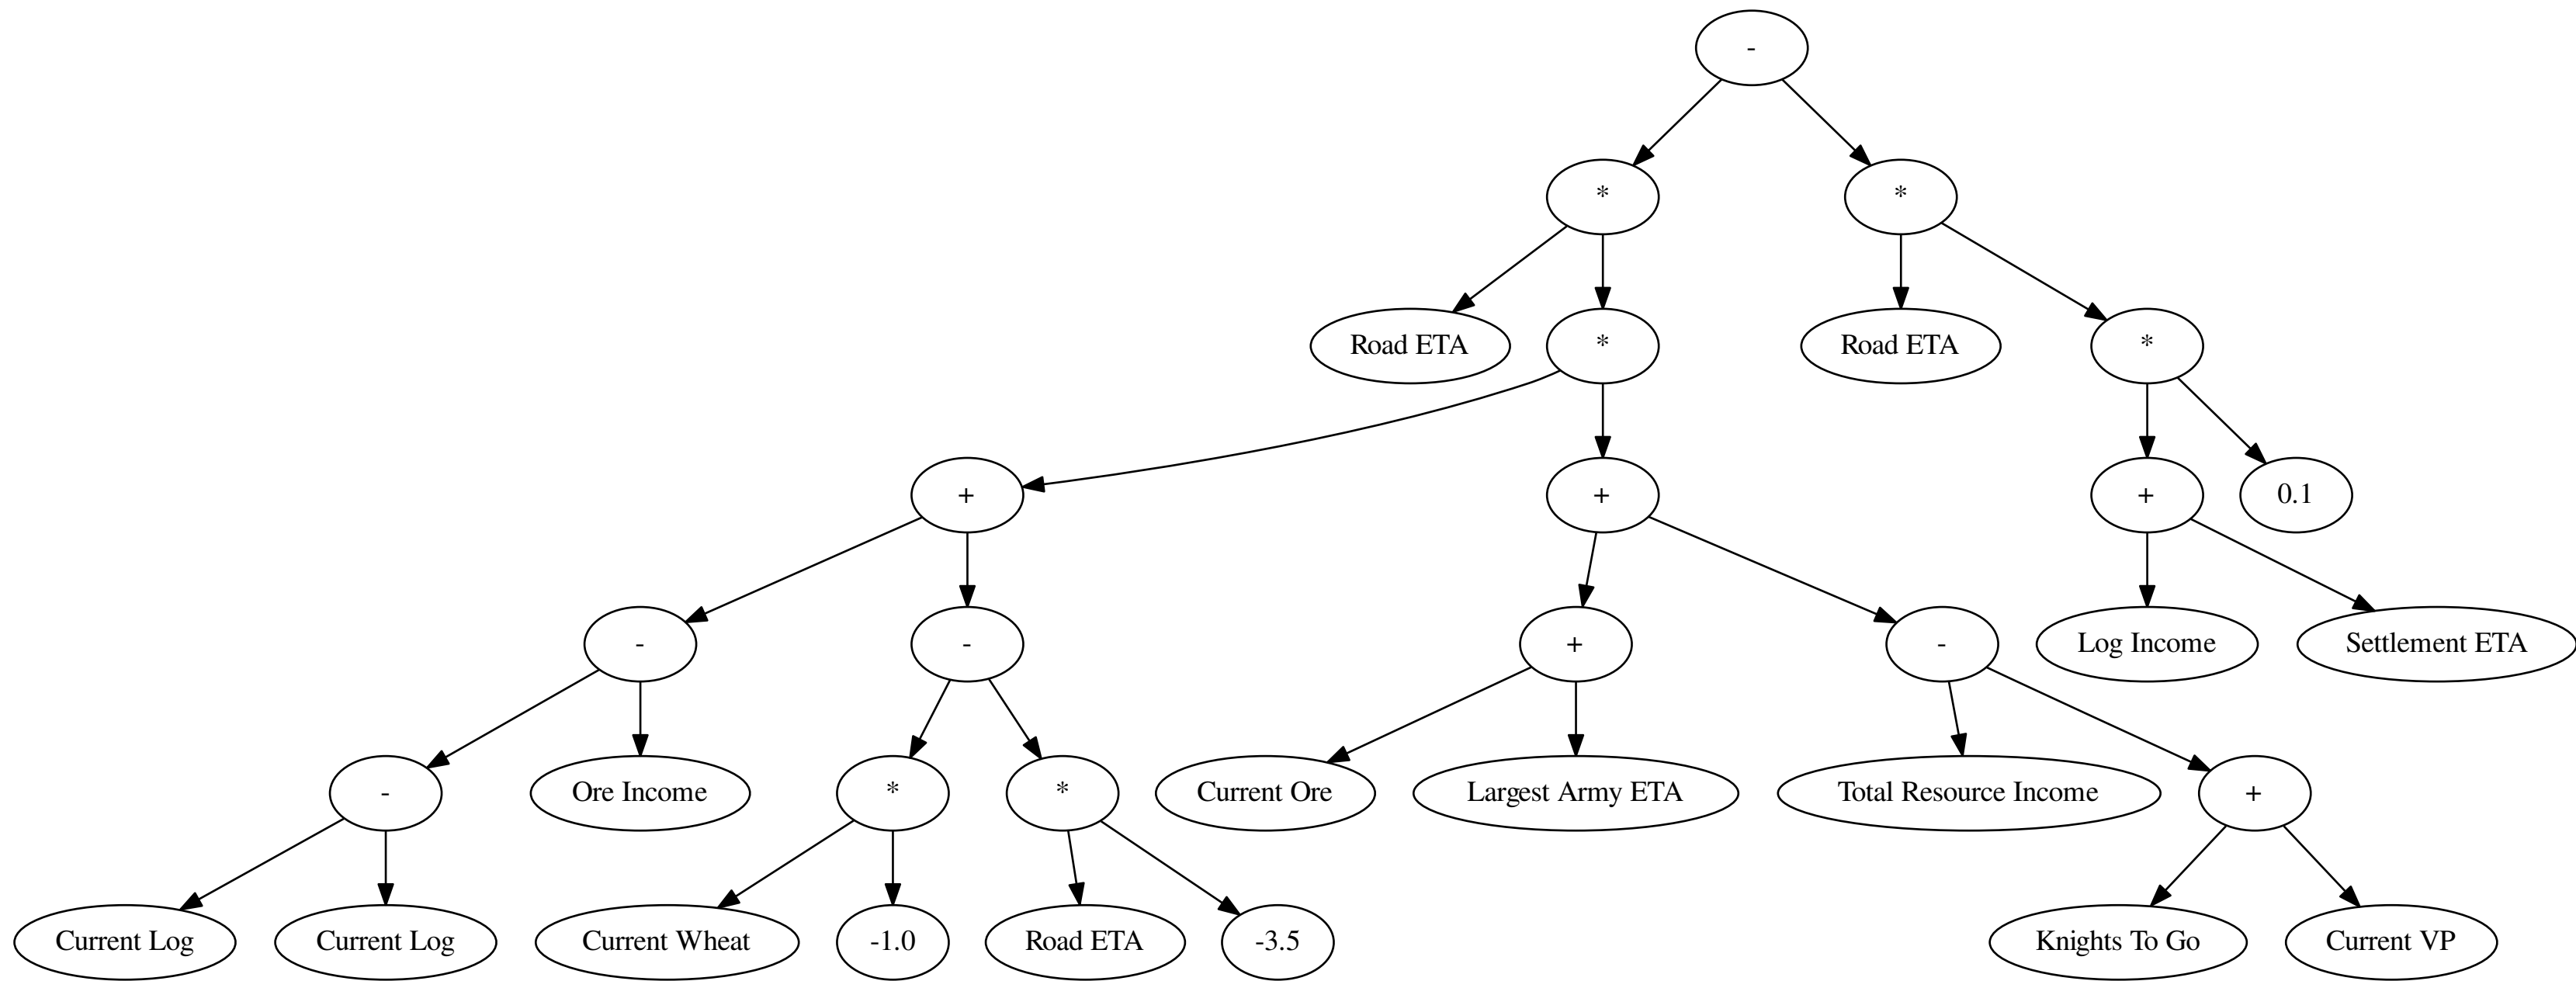 -
*
*
Road ETA
*
Road ETA
*
+
+
+
0.1
-
-
+
-
Log Income
Settlement ETA
-
Ore Income
*
*
Current Ore
Largest Army ETA
Total Resource Income
+
Current Log
Current Log
Current Wheat
-1.0
Road ETA
-3.5
Knights To Go
Current VP